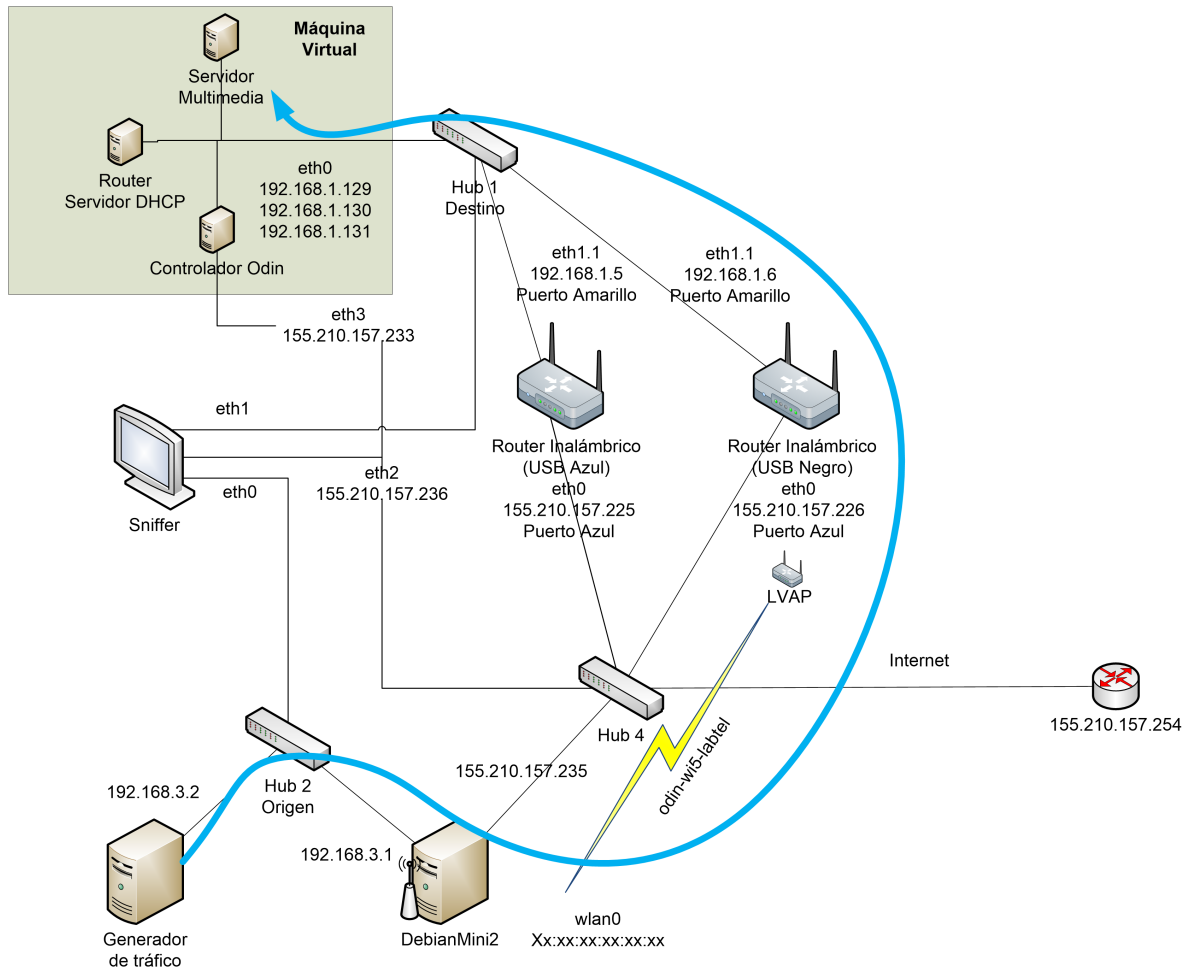 Máquina
Virtual
Servidor
Multimedia
Router
Servidor DHCP
eth0
192.168.1.129
192.168.1.130
192.168.1.131
Controlador Odin
Hub 1
Destino
eth1.1
192.168.1.5
Puerto Amarillo
eth1.1
192.168.1.6
Puerto Amarillo
eth3
155.210.157.233
eth1
Sniffer
eth0
eth2
155.210.157.236
Router Inalámbrico
(USB Azul)
eth0
155.210.157.225
Puerto Azul
Router Inalámbrico
(USB Negro)
eth0
155.210.157.226
Puerto Azul
LVAP
Internet
155.210.157.254
Hub 4
odin-wi5-labtel
155.210.157.235
Hub 2
Origen
192.168.3.2
192.168.3.1
Generador
de tráfico
DebianMini2
wlan0
Xx:xx:xx:xx:xx:xx